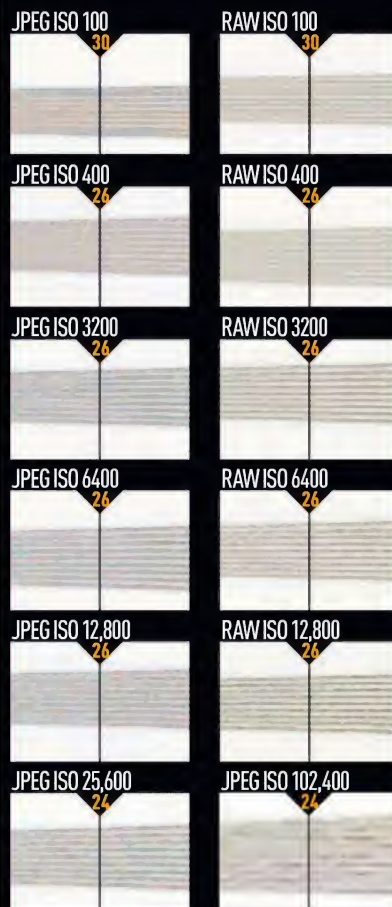 JPEG ISO 100
30
RAW ISO 100
30
JPEG ISO 400
26
RAW ISO 400
26
JPEG ISO 3200
26
RAW ISO 3200
26
JPEG ISO 6400
26
RAW ISO 6400
26
JPEG ISO 12,800
26
RAW ISO 12,800
26
JPEG ISO 25,600
24
JPEG ISO 102,400
24